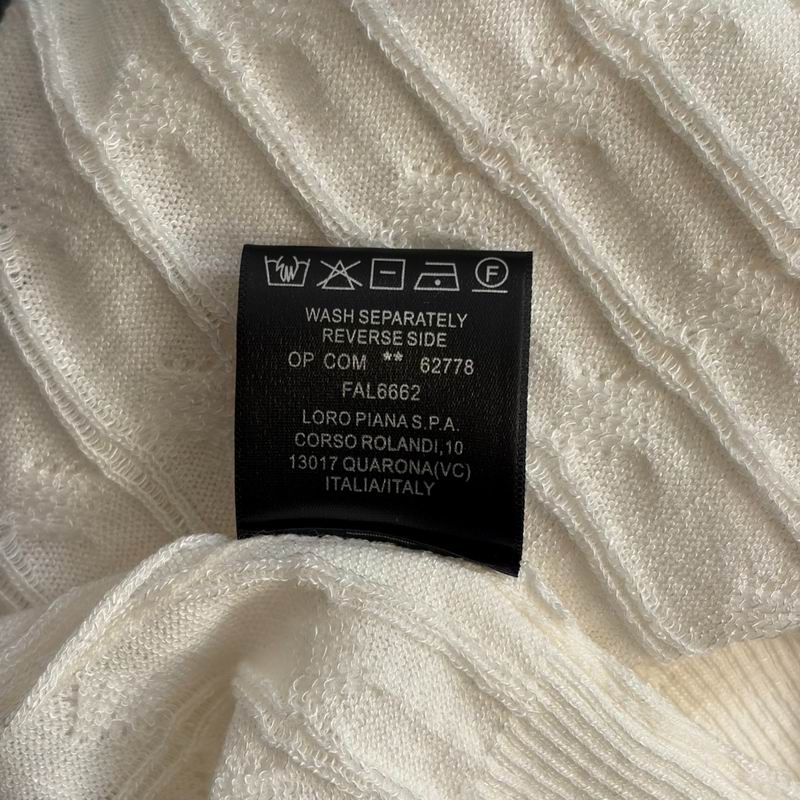 F
WASH SEPARATELY
REVERSE SIDE
OP COM ** 62778
FAL6662
LORO PIANA S.P.A.
CORSO ROLANDI,10
13017 QUARONA(VC)
ITALIA/ITALY